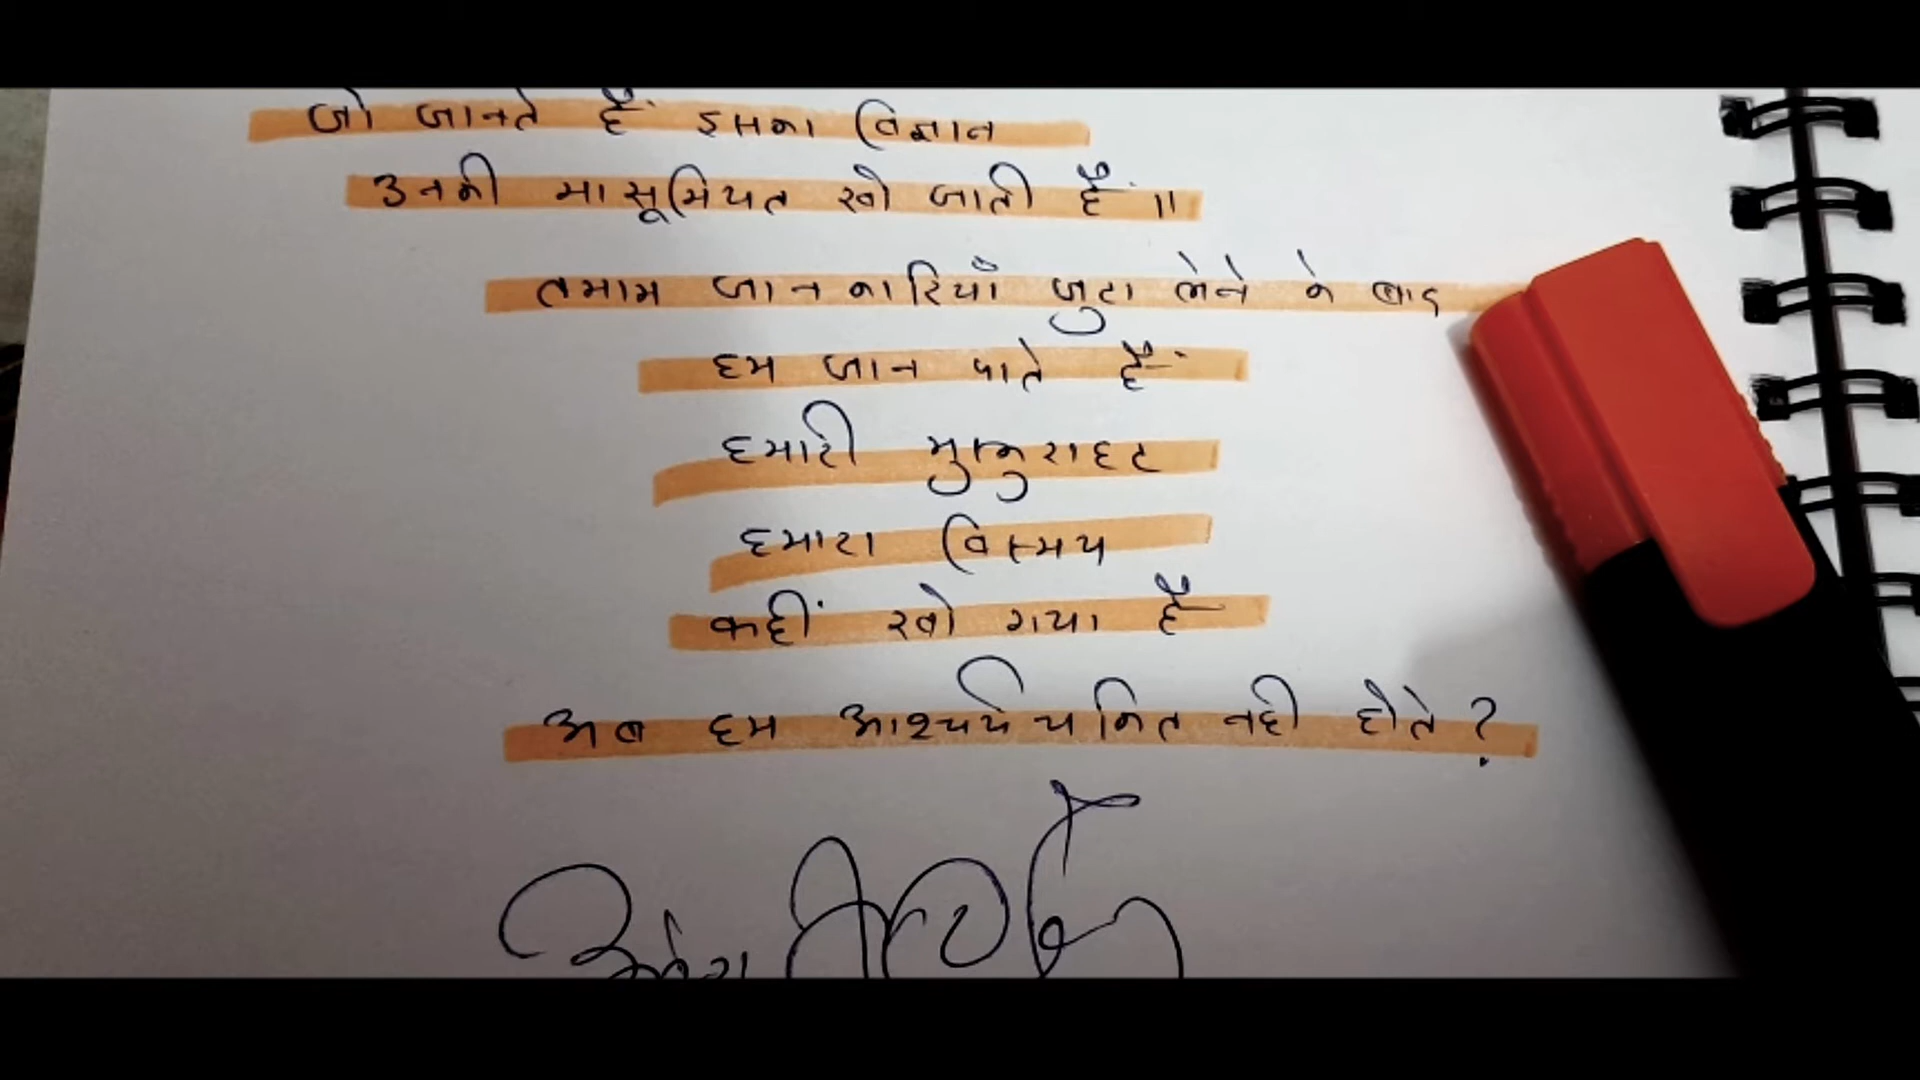 जो जानते हैं इसका विज्ञान
उनकी मासूमियत खो जाती है ॥
तमाम जानकारियाँ जुटा लेने के बाद
हम जान पाते हैं
हमारी मुस्कुराहट
हमारा विस्मय
कहीं खो गया है
अब हम आश्चर्यचकित नही होते ?